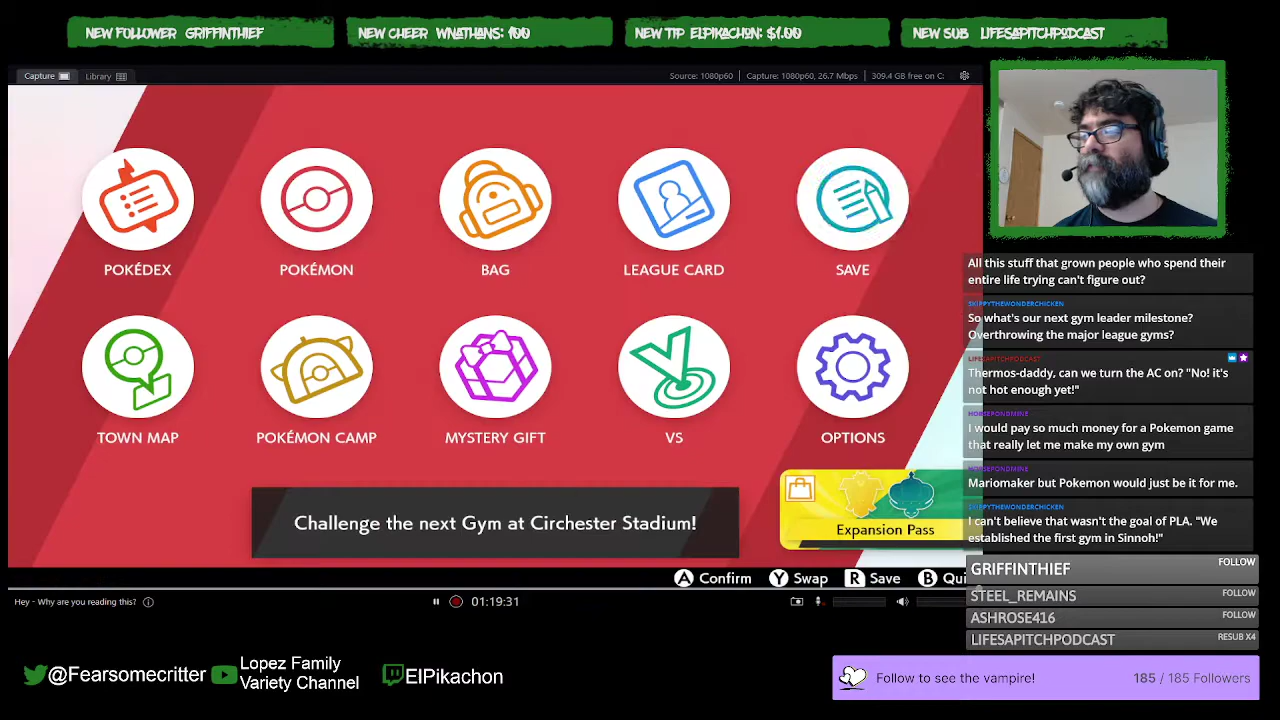 NEW FOLLOWER GRIFFINTHIEF
NEW CHEER WNATHANS: 100
NEW TIP ELPIKACHON: $1.00
NEW SUB LIFESAPITCHPODCAST
Capture
Library
Source: 1080p60
Capture: 1080p60, 26.7 Mbps
309.4 GB free on C:
POKÉDEX
POKÉMON
BAG
LEAGUE CARD
SAVE
TOWN MAP
POKÉMON CAMP
MYSTERY GIFT
VS
OPTIONS
Challenge the next Gym at Circhester Stadium!
Expansion Pass
A Confirm
Y Swap
R Save
B Qui
Hey - Why are you reading this?
01:19:31
All this stuff that grown people who spend their
entire life trying can't figure out?
SKIPPYTHEWONDERCHICKEN
So what's our next gym leader milestone?
Overthrowing the major league gyms?
LIFESAPITCHPODCAST
Thermos-daddy, can we turn the AC on? "No! it's
not hot enough yet!"
HORSEPONDMINE
I would pay so much money for a Pokemon game
that really let me make my own gym
HORSEPONDMINE
Mariomaker but Pokemon would just be it for me.
SKIPPYTHEWONDERCHICKEN
I can't believe that wasn't the goal of PLA. "We
established the first gym in Sinnoh!"
GRIFFINTHIEF FOLLOW
STEEL_REMAINS FOLLOW
ASHROSE416 FOLLOW
LIFESAPITCHPODCAST RESUB X4
@Fearsomecritter
Lopez Family
Variety Channel
ElPikachon
Follow to see the vampire!
185 / 185 Followers